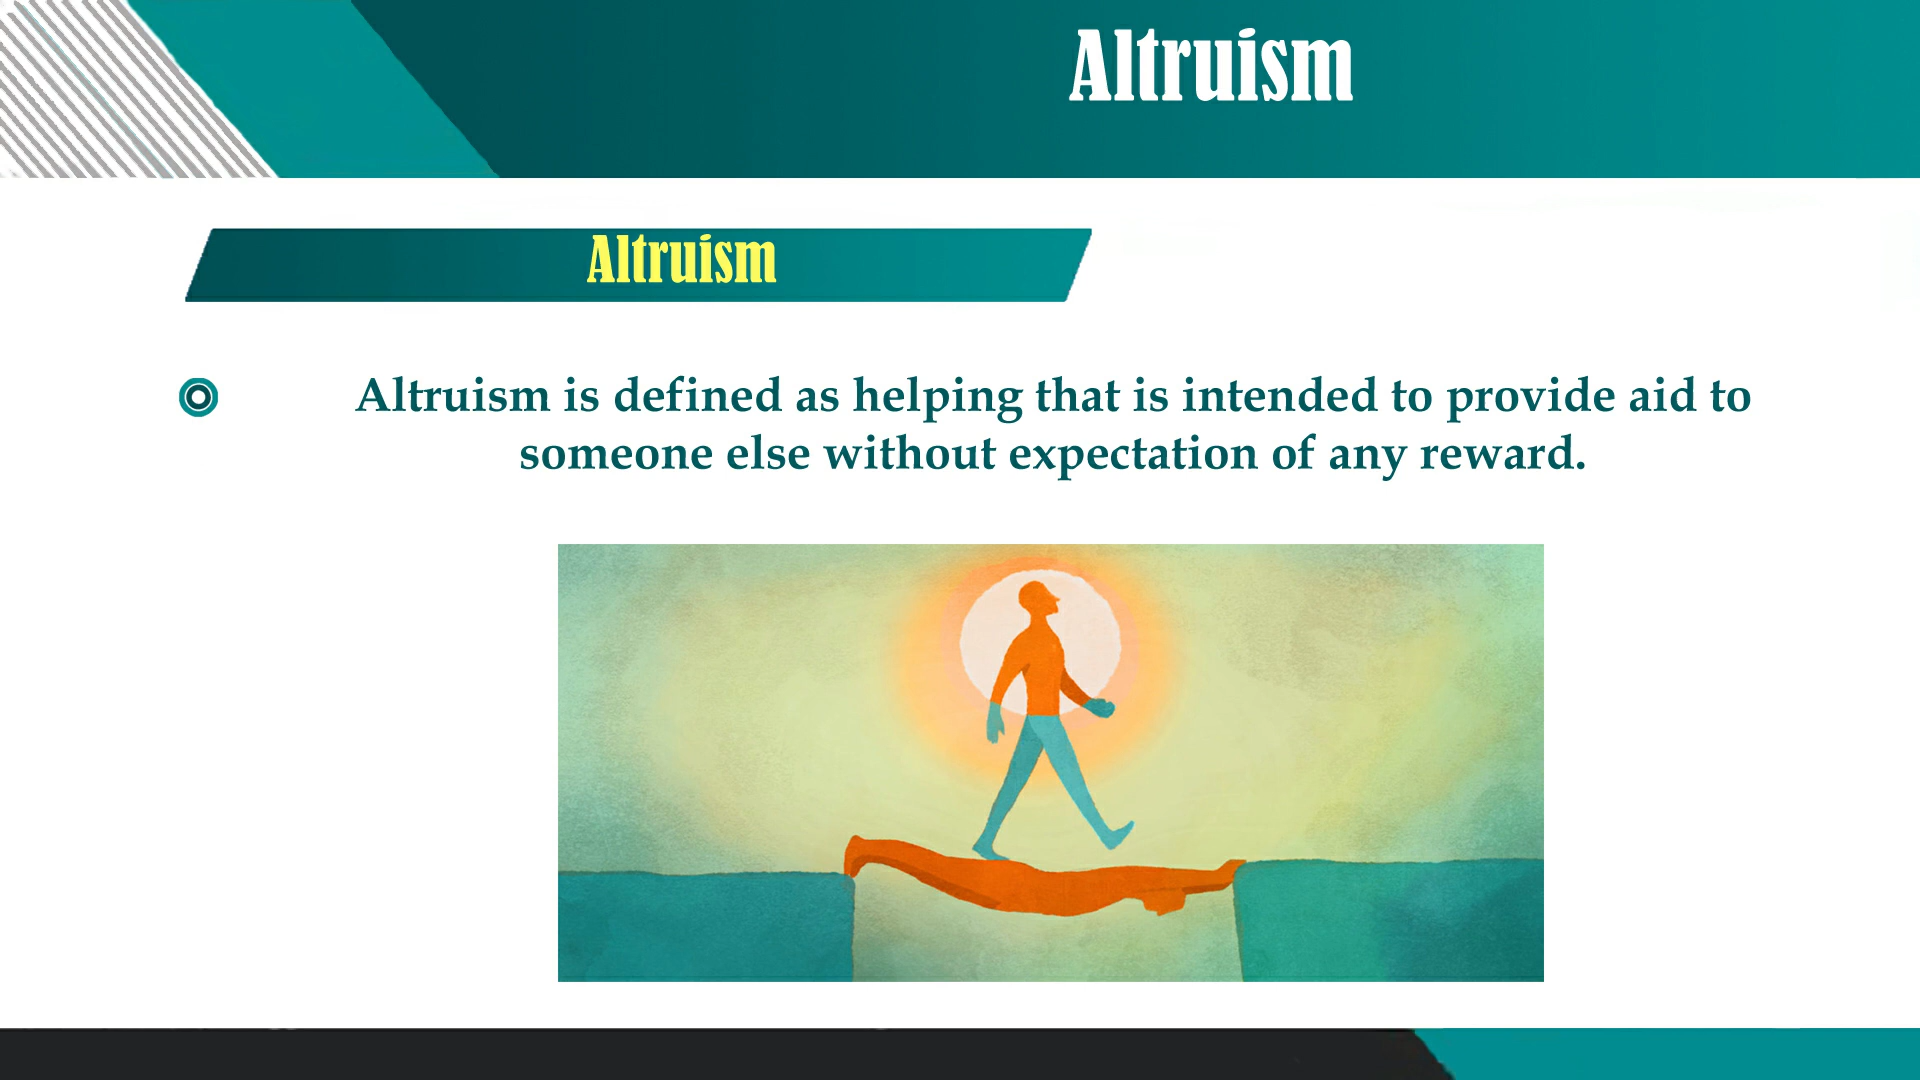 Altruism
Altruism
Altruism is defined as helping that is intended to provide aid to
someone else without expectation of any reward.